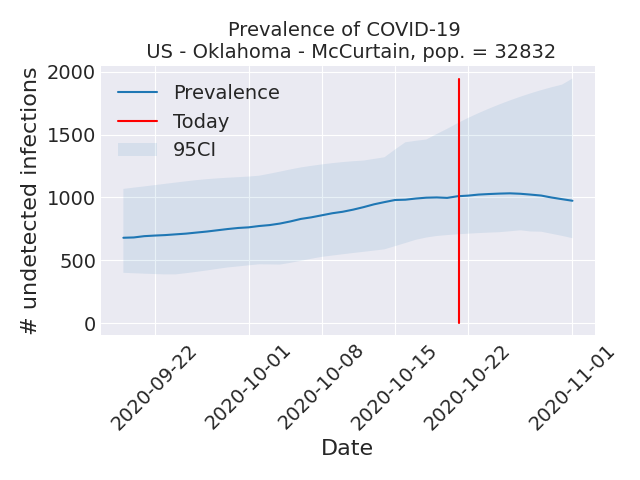 Prevalence of COVID-19
US - Oklahoma - McCurtain, pop. = 32832
# undetected infections
2000
1500
1000
500
0
Prevalence
Today
95CI
2020-09-22
2020-10-01
2020-10-08
2020-10-15
2020-10-22
2020-11-01
Date